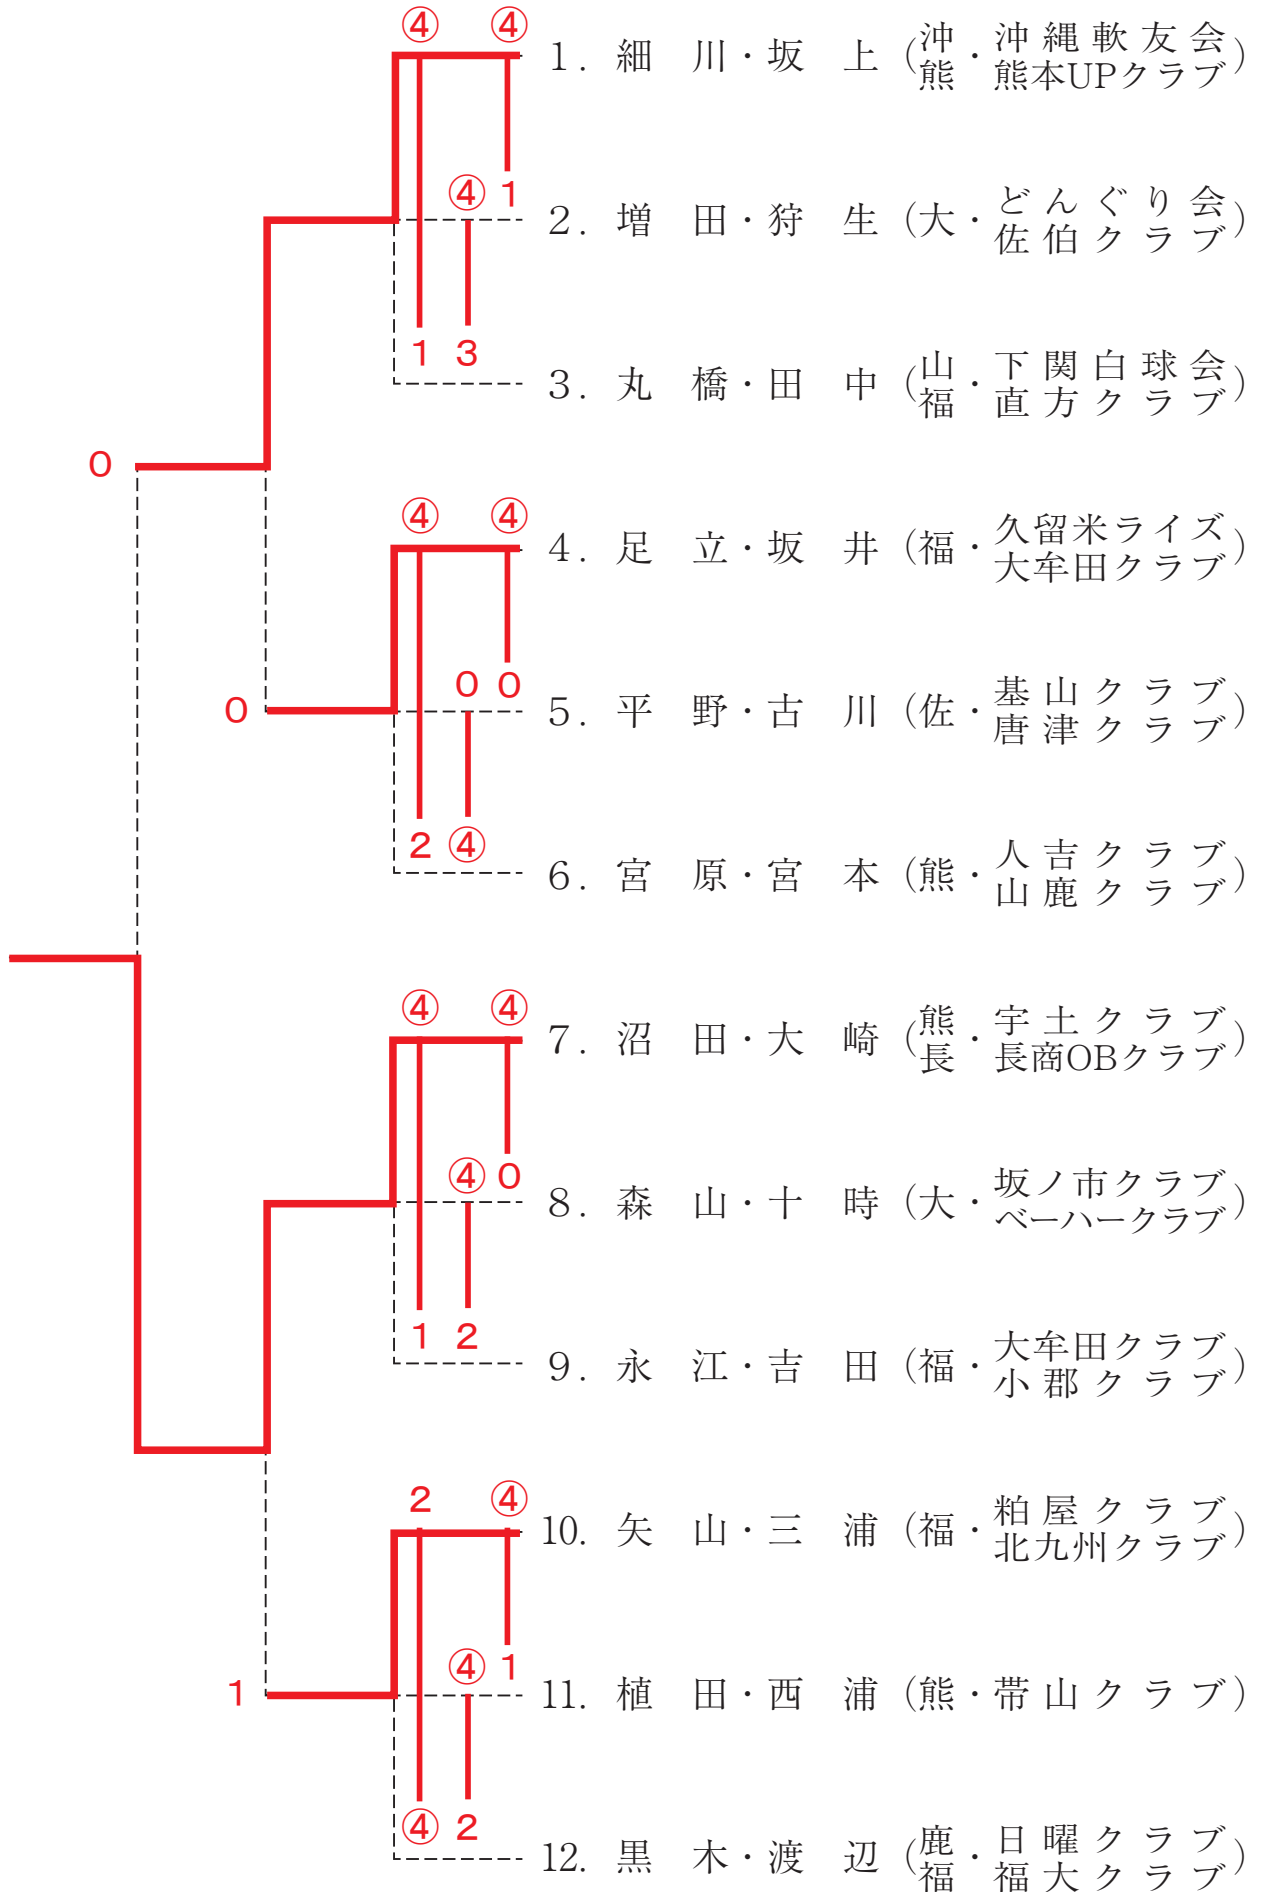 ④ ④
1. 細川・坂上 (沖熊・沖縄軟友会
熊本UPクラブ)
④ 1
2. 増田・狩生 (大・どんぐり会
佐伯クラブ)
1 3
3. 丸橋・田中 (山福・下関白球会
直方クラブ)
0
④ ④
4. 足立・坂井 (福・久留米ライズ
大牟田クラブ)
0 0
0
5. 平野・古川 (佐・基山クラブ
唐津クラブ)
2 ④
6. 宮原・宮本 (熊・人吉クラブ
山鹿クラブ)
④ ④
7. 沼田・大崎 (熊長・宇土クラブ
長商OBクラブ)
④ 0
8. 森山・十時 (大・坂ノ市クラブ
ベーハークラブ)
1 2
9. 永江・吉田 (福・大牟田クラブ
小郡クラブ)
2 ④
10. 矢山・三浦 (福・粕屋クラブ
北九州クラブ)
④ 1
1
11. 植田・西浦 (熊・帯山クラブ)
④ 2
12. 黒木・渡辺 (鹿福・日曜クラブ
福大クラブ)